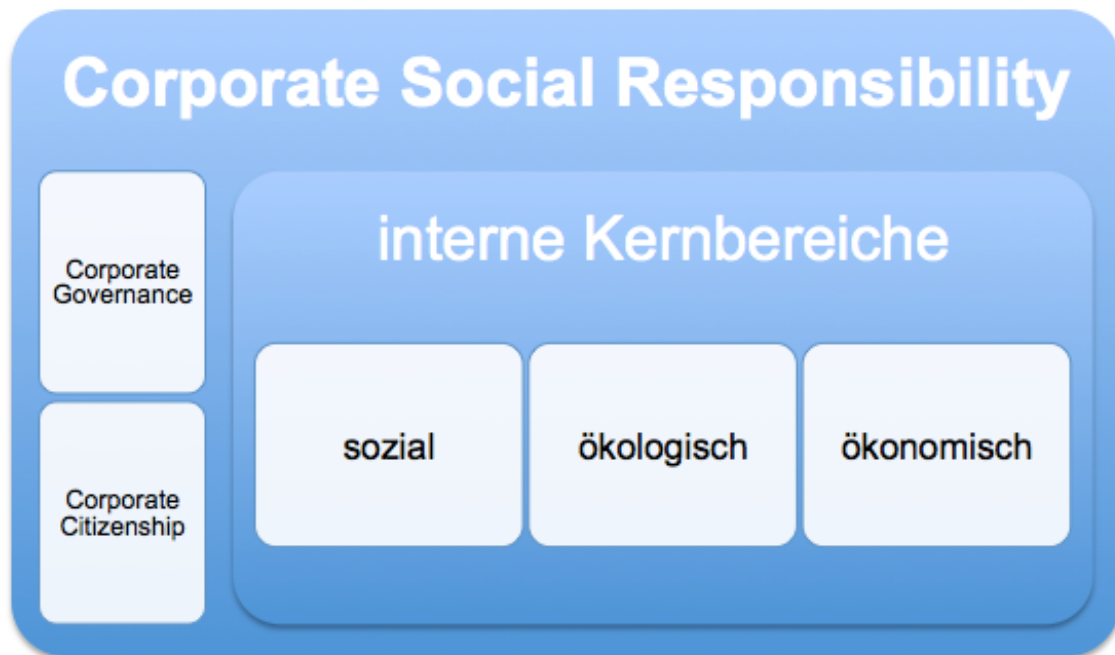 Corporate Social Responsibility
Corporate
Governance
Corporate
Citizenship
interne Kernbereiche
sozial
ökologisch
ökonomisch